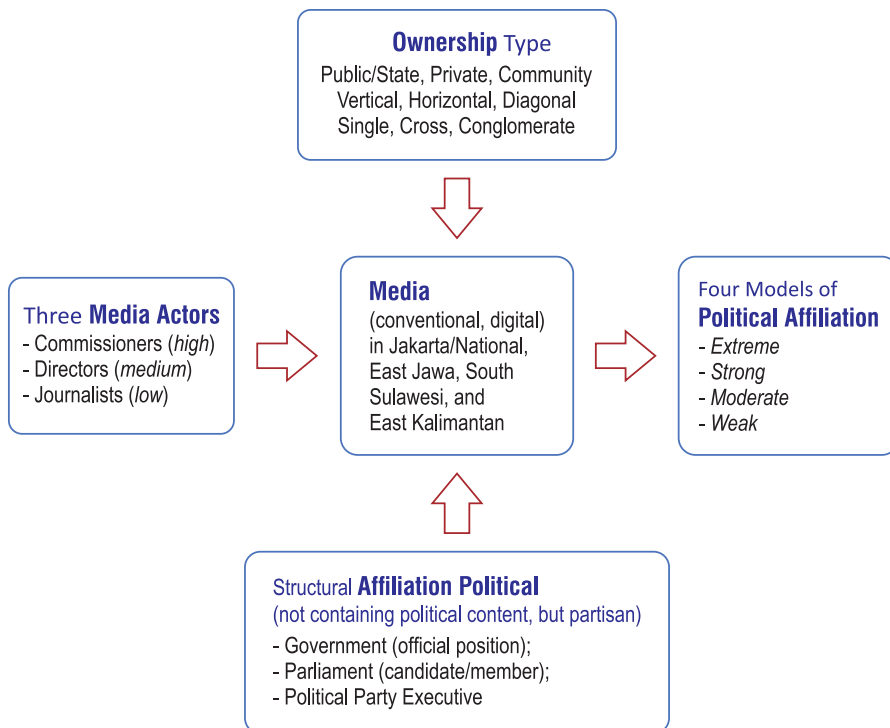 Ownership Type
Public/State, Private, Community
Vertical, Horizontal, Diagonal
Single, Cross, Conglomerate
Three Media Actors
- Commissioners (high)
- Directors (medium)
- Journalists (low)
Media
(conventional, digital)
in Jakarta/National,
East Jawa, South
Sulawesi, and
East Kalimantan
Four Models of
Political Affiliation
- Extreme
- Strong
- Moderate
- Weak
Structural Affiliation Political
(not containing political content, but partisan)
- Government (official position);
- Parliament (candidate/member);
- Political Party Executive